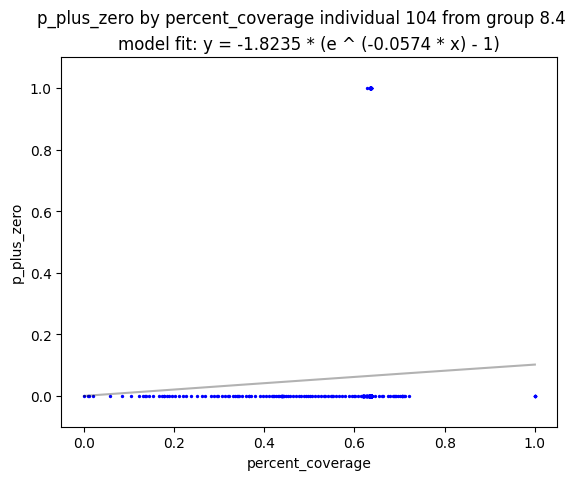 p_plus_zero by percent_coverage individual 104 from group 8.4
model fit: y = -1.8235 * (e ^ (-0.0574 * x) - 1)
1.0
0.8
0.6
0.4
0.2
0.0
p_plus_zero
0.0 0.2 0.4 0.6 0.8 1.0
percent_coverage